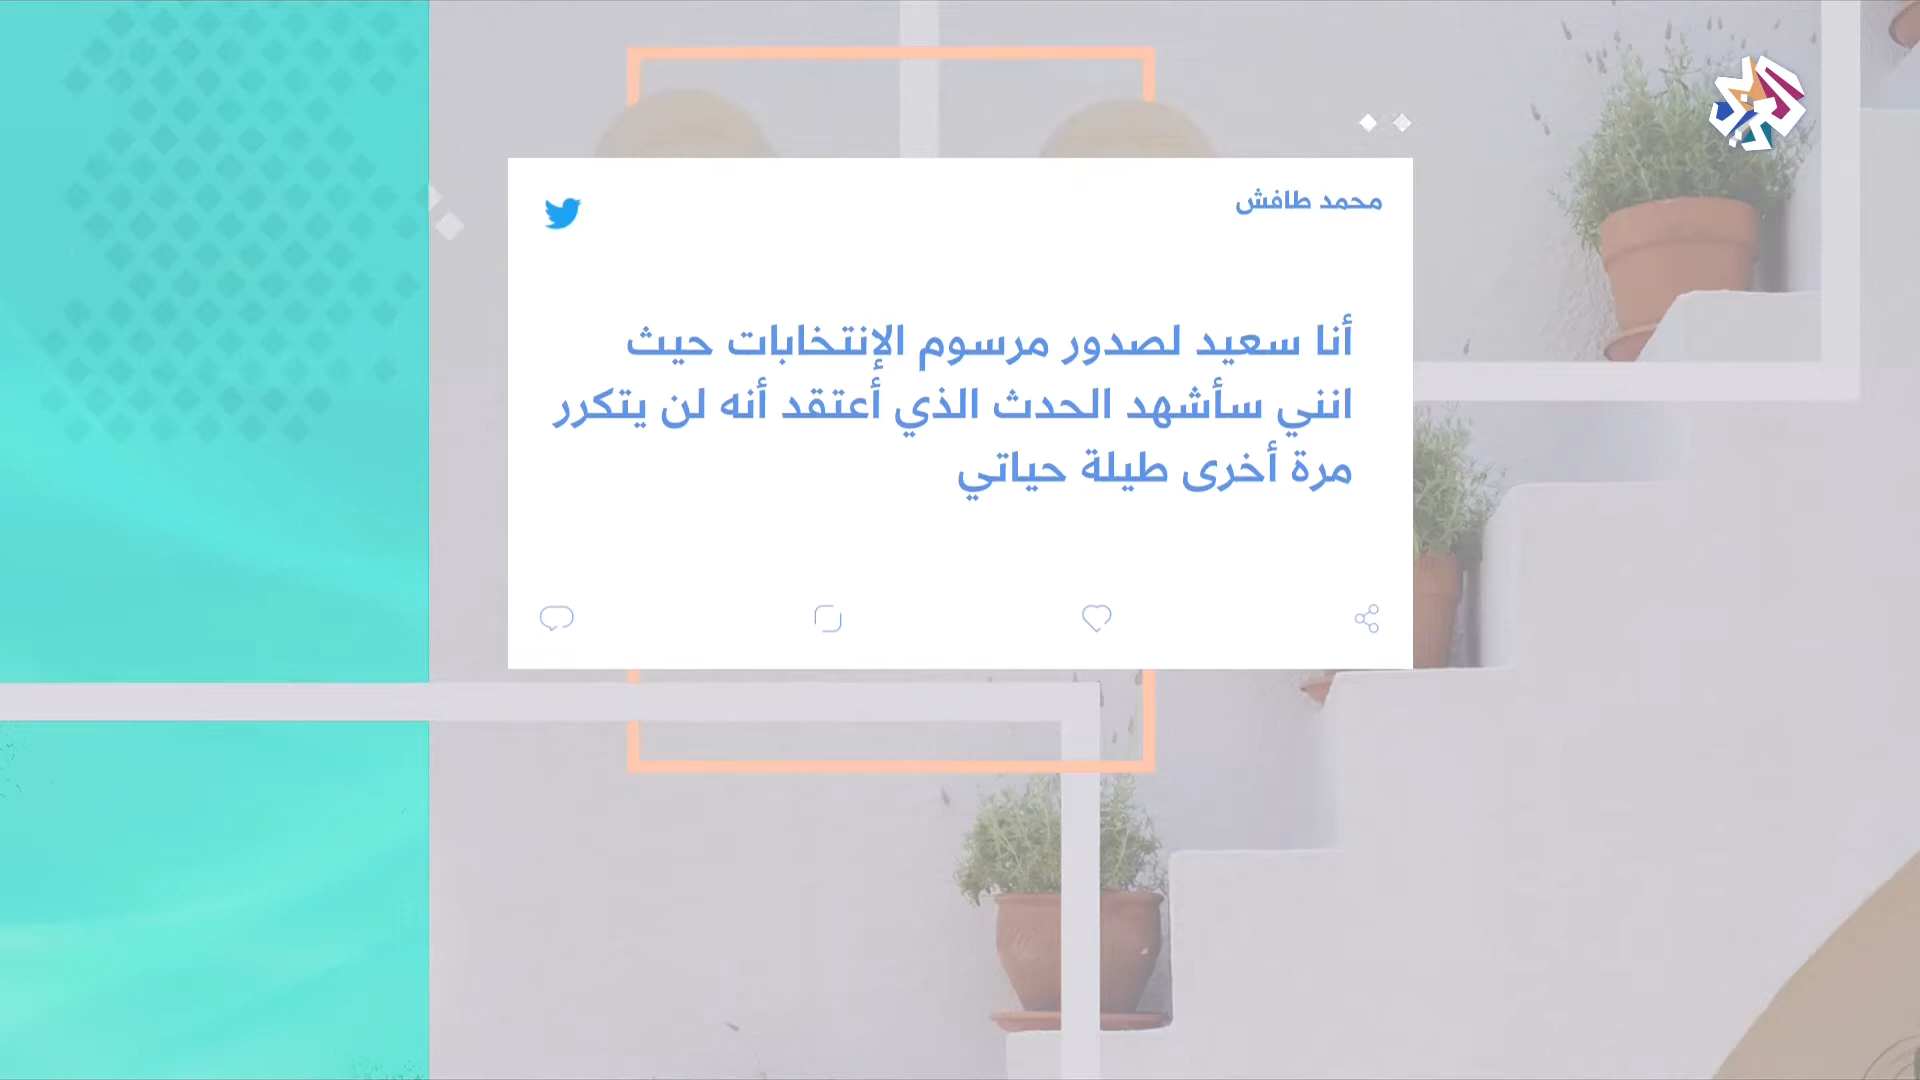 محمد طافش
أنا سعيد لصدور مرسوم الإنتخابات حيث
انني سأشهد الحدث الذي أعتقد أنه لن يتكرر
مرة أخرى طيلة حياتي